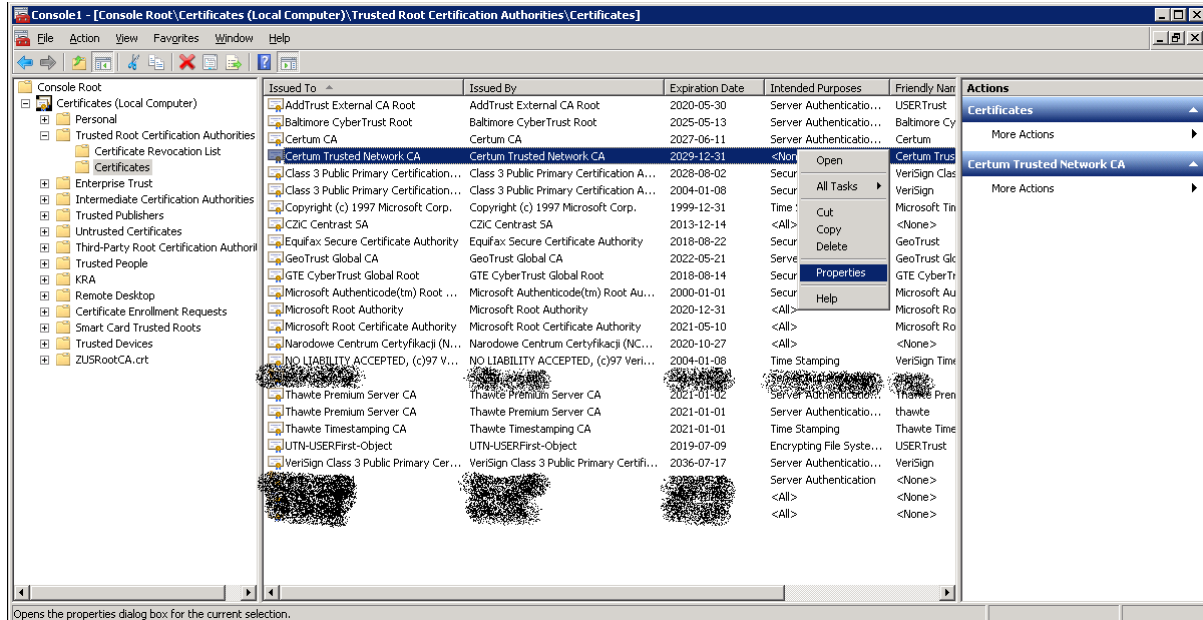 Console1 - [Console Root\Certificates (Local Computer)\Trusted Root Certification Authorities\Certificates]
File Action View Favorites Window Help
Console Root
Certificates (Local Computer)
Personal
Trusted Root Certification Authorities
Certificate Revocation List
Certificates
Enterprise Trust
Intermediate Certification Authorities
Trusted Publishers
Untrusted Certificates
Third-Party Root Certification Authori
Trusted People
KRA
Remote Desktop
Certificate Enrollment Requests
Smart Card Trusted Roots
Trusted Devices
ZUSRootCA.crt
Issued To Issued By Expiration Date Intended Purposes Friendly Nam
AddTrust External CA Root AddTrust External CA Root 2020-05-30 Server Authenticatio... USERTrust
Baltimore CyberTrust Root Baltimore CyberTrust Root 2025-05-13 Server Authenticatio... Baltimore Cy
Certum CA Certum CA 2027-06-11 Server Authenticatio... Certum
Certum Trusted Network CA Certum Trusted Network CA 2029-12-31 <Non Certum Trus
Class 3 Public Primary Certification... Class 3 Public Primary Certification A... 2028-08-02 Secur VeriSign Clas
Class 3 Public Primary Certification... Class 3 Public Primary Certification A... 2004-01-08 Secur VeriSign
Copyright (c) 1997 Microsoft Corp. Copyright (c) 1997 Microsoft Corp. 1999-12-31 Time Microsoft Tim
CZiC Centrast SA CZiC Centrast SA 2013-12-14 <All> <None>
Equifax Secure Certificate Authority Equifax Secure Certificate Authority 2018-08-22 Secur GeoTrust
GeoTrust Global CA GeoTrust Global CA 2022-05-21 Serve GeoTrust Glo
GTE CyberTrust Global Root GTE CyberTrust Global Root 2018-08-14 Secur GTE CyberTr
Microsoft Authenticode(tm) Root ... Microsoft Authenticode(tm) Root Au... 2000-01-01 Secur Microsoft Au
Microsoft Root Authority Microsoft Root Authority 2020-12-31 <All> Microsoft Ro
Microsoft Root Certificate Authority Microsoft Root Certificate Authority 2021-05-10 <All> Microsoft Ro
Narodowe Centrum Certyfikacji (N... Narodowe Centrum Certyfikacji (NC... 2020-10-27 <All> <None>
NO LIABILITY ACCEPTED, (c)97 V... NO LIABILITY ACCEPTED, (c)97 Veri... 2004-01-08 Time Stamping VeriSign Time
Thawte Premium Server CA Thawte Premium Server CA 2021-01-02 Server Authenticatio... Thawte Prem
Thawte Premium Server CA Thawte Premium Server CA 2021-01-01 Server Authenticatio... thawte
Thawte Timestamping CA Thawte Timestamping CA 2021-01-01 Time Stamping Thawte Time
UTN-USERFirst-Object UTN-USERFirst-Object 2019-07-09 Encrypting File Syste... USERTrust
VeriSign Class 3 Public Primary Cer... VeriSign Class 3 Public Primary Certifi... 2036-07-17 Server Authenticatio... VeriSign
Server Authentication <None>
<All> <None>
<All> <None>
Open
All Tasks
Cut
Copy
Delete
Properties
Help
Actions
Certificates
More Actions
Certum Trusted Network CA
More Actions
Opens the properties dialog box for the current selection.